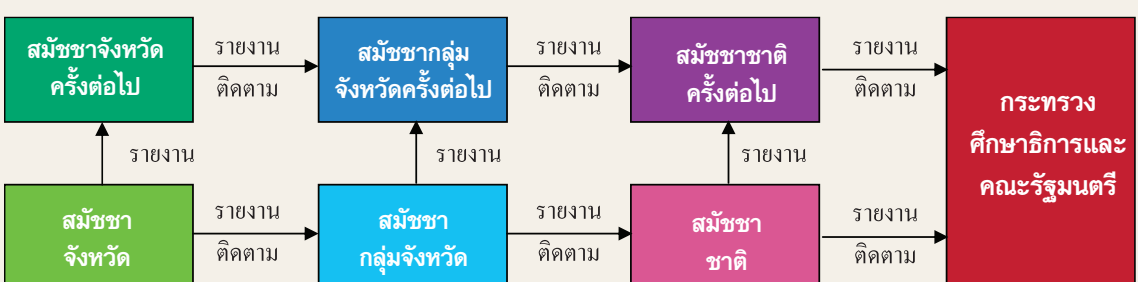 สมัชชาจังหวัด
ครั้งต่อไป
รายงาน
ติดตาม
สมัชชากลุ่ม
จังหวัดครั้งต่อไป
รายงาน
ติดตาม
สมัชชาชาติ
ครั้งต่อไป
รายงาน
ติดตาม
กระทรวง
ศึกษาธิการและ
คณะรัฐมนตรี
รายงาน
รายงาน
รายงาน
สมัชชา
จังหวัด
รายงาน
ติดตาม
สมัชชา
กลุ่มจังหวัด
รายงาน
ติดตาม
สมัชชา
ชาติ
รายงาน
ติดตาม